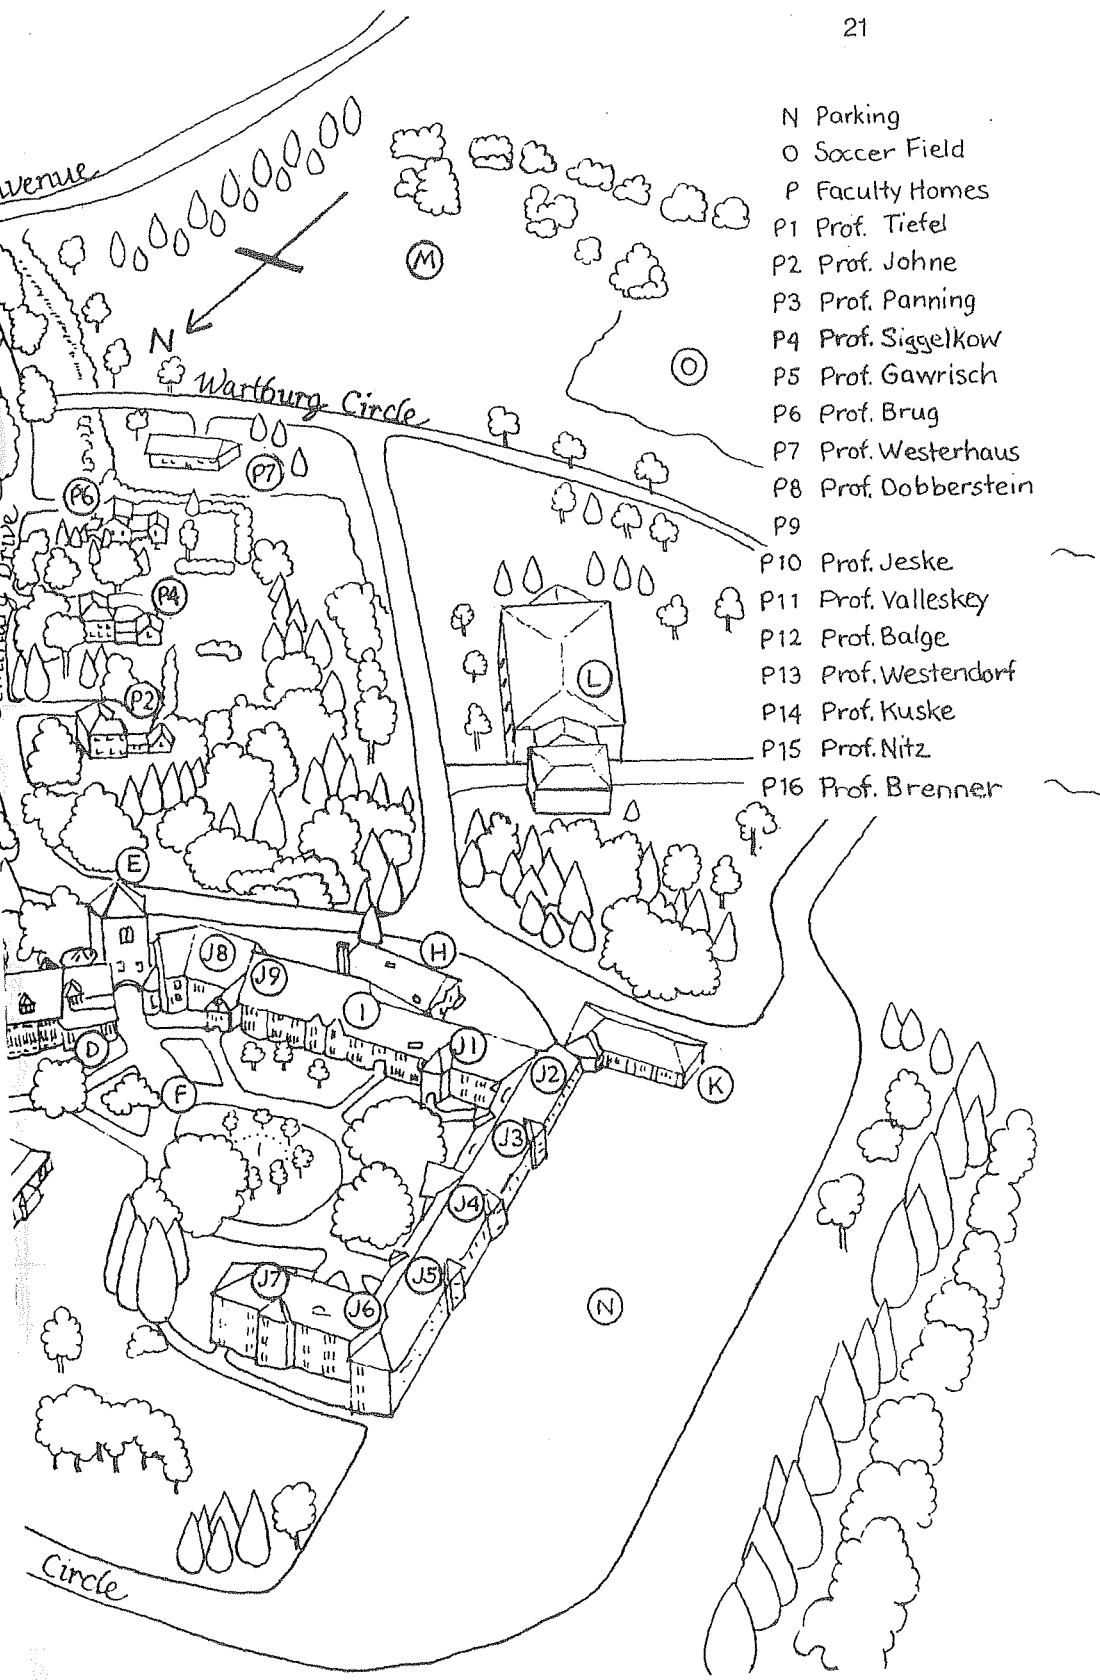 21
N Parking
O Soccer Field
P Faculty Homes
P1 Prof. Tiefel
P2 Prof. Johne
P3 Prof. Panning
P4 Prof. Siggelkow
P5 Prof. Gawrisch
P6 Prof. Brug
P7 Prof. Westerhaus
P8 Prof. Dobberstein
P9
P10 Prof. Jeske
P11 Prof. Valleskey
P12 Prof. Balge
P13 Prof. Westendorf
P14 Prof. Kuske
P15 Prof. Nitz
P16 Prof. Brenner
M
N
O
Wartburg Circle
P7
P6
Drive
P4
L
P2
E
H
J8
J9
I
D
J1
J2
K
F
J3
J4
J5
J7
J6
N
Circle